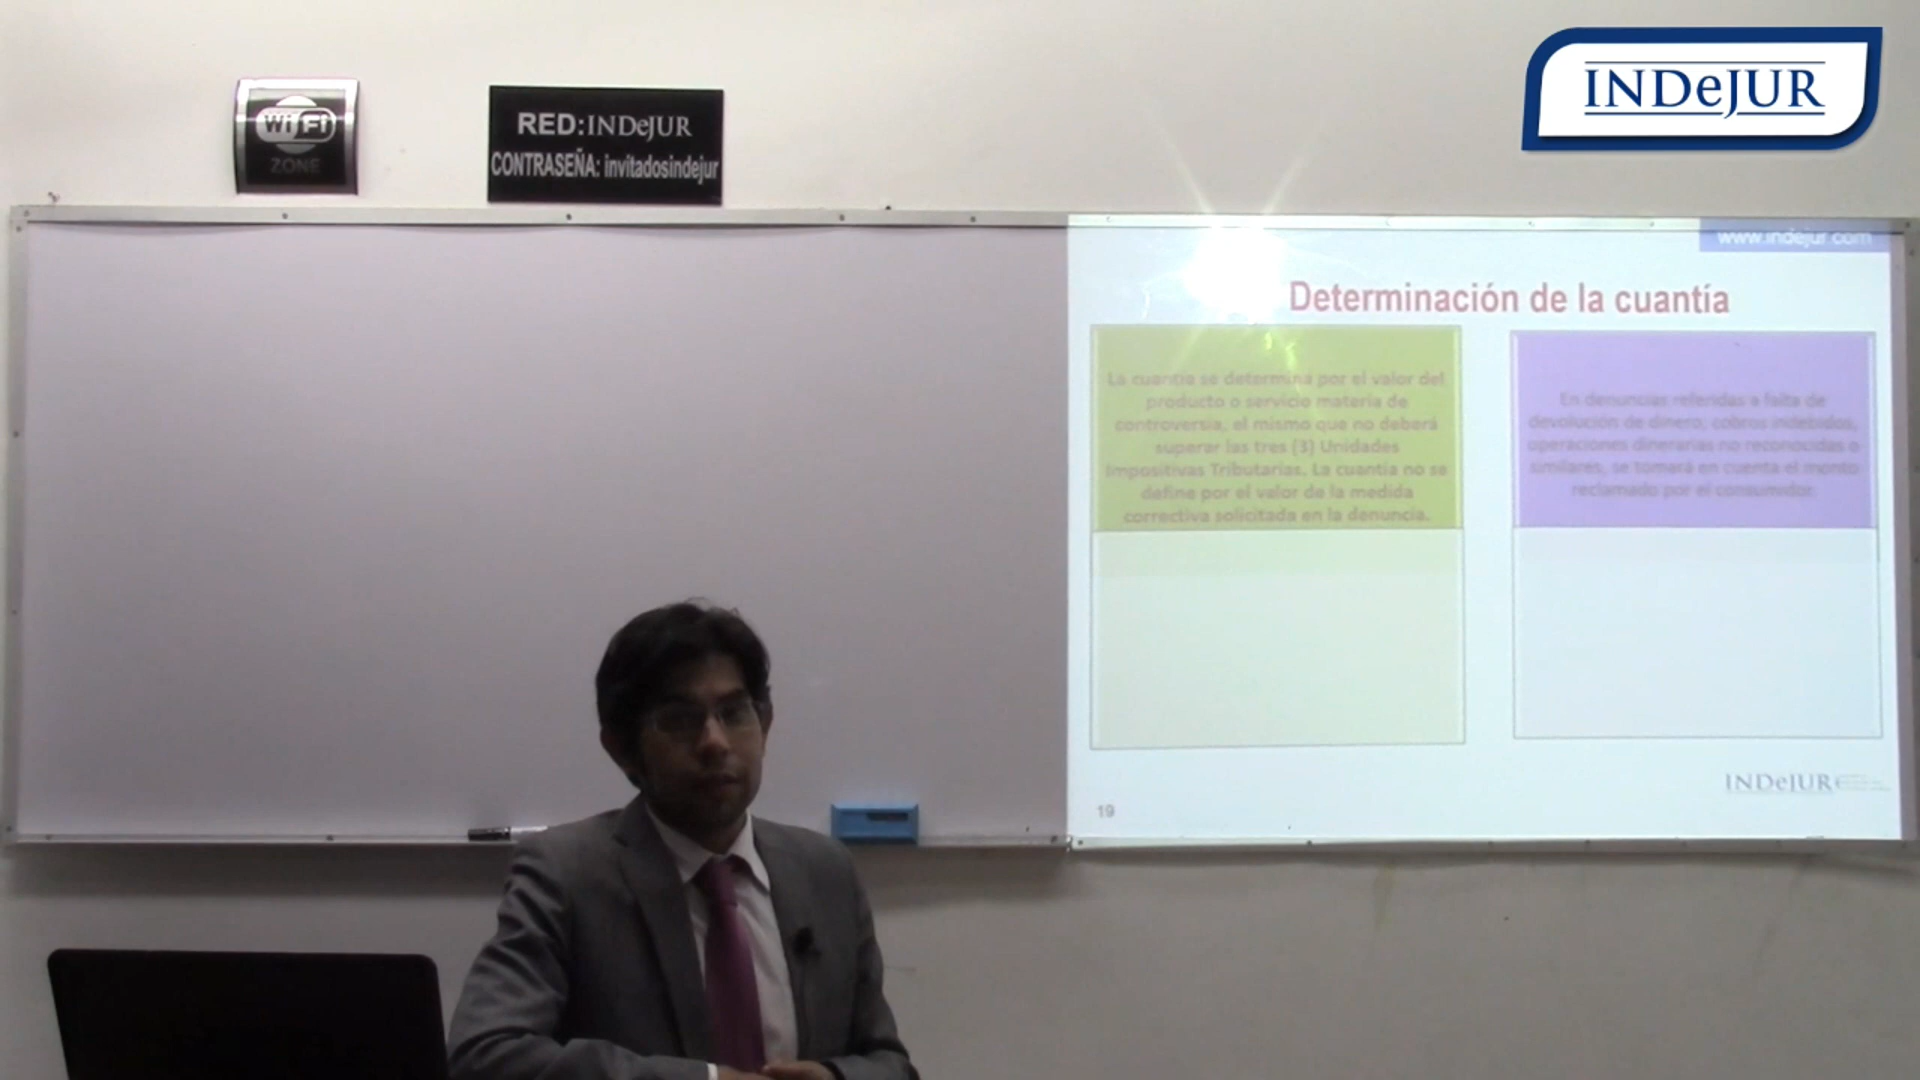 INDeJUR
WiFi
ZONE
RED:INDeJUR
CONTRASEÑA: invitadosindejur
www.indejur.com
Determinación de la cuantía
La cuantía se determina por el valor del
producto o servicio materia de
controversia, el mismo que no deberá
superar las tres (3) Unidades
Impositivas Tributarias. La cuantía no se
define por el valor de la medida
correctiva solicitada en la denuncia.
En denuncias referidas a falta de
devolución de dinero, cobros indebidos,
operaciones dinerarias no reconocidas o
similares, se tomará en cuenta el monto
reclamado por el consumidor.
INDeJUR
19